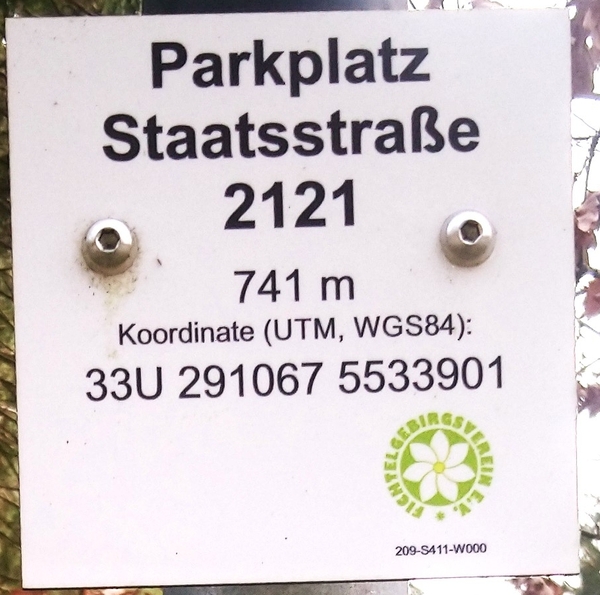 Parkplatz
Staatsstraße
2121
741 m
Koordinate (UTM, WGS84):
33U 291067 5533901
FICHTELGEBIRGSVEREIN E.V.
209-S411-W000